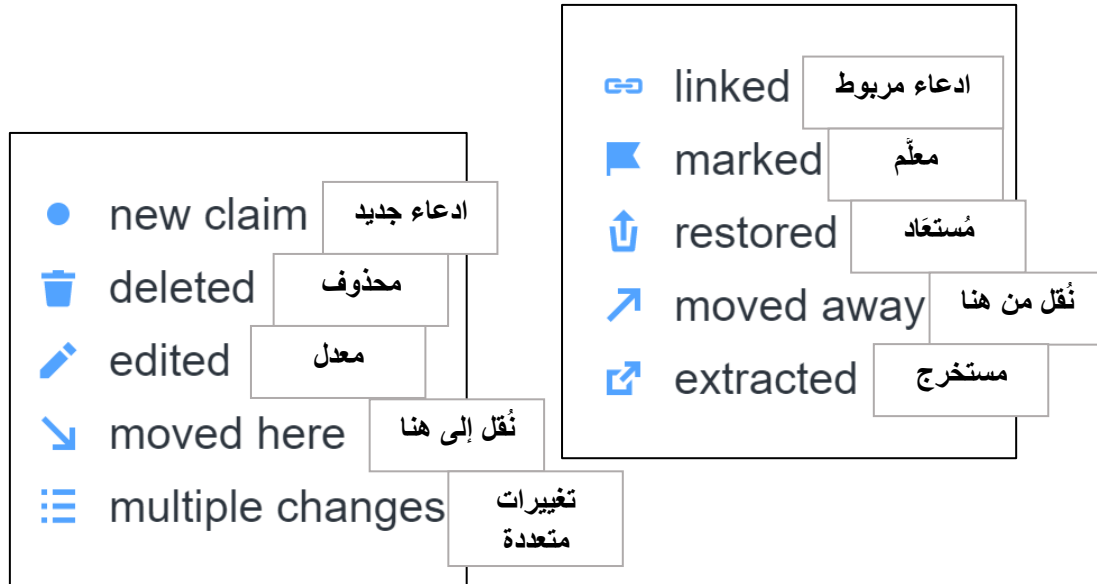 new claim ادعاء جديد
deleted محذوف
edited معدل
moved here نُقل إلى هنا
multiple changes تغييرات
متعددة
linked ادعاء مربوط
marked معلَّم
restored مُستعَاد
moved away نُقل من هنا
extracted مستخرج